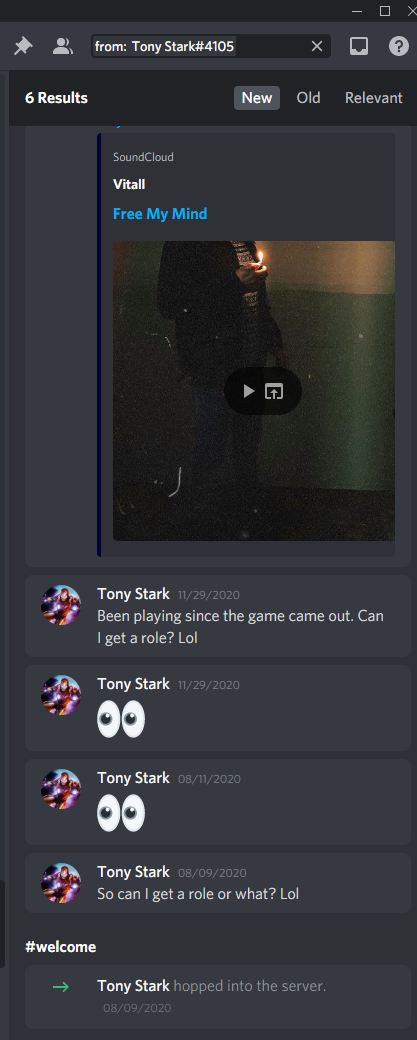 from: Tony Stark#4105
6 Results
New
Old
Relevant
SoundCloud
Vitall
Free My Mind
Tony Stark 11/29/2020
Been playing since the game came out. Can
I get a role? Lol
Tony Stark 11/29/2020
Tony Stark 08/11/2020
Tony Stark 08/09/2020
So can I get a role or what? Lol
#welcome
Tony Stark hopped into the server.
08/09/2020